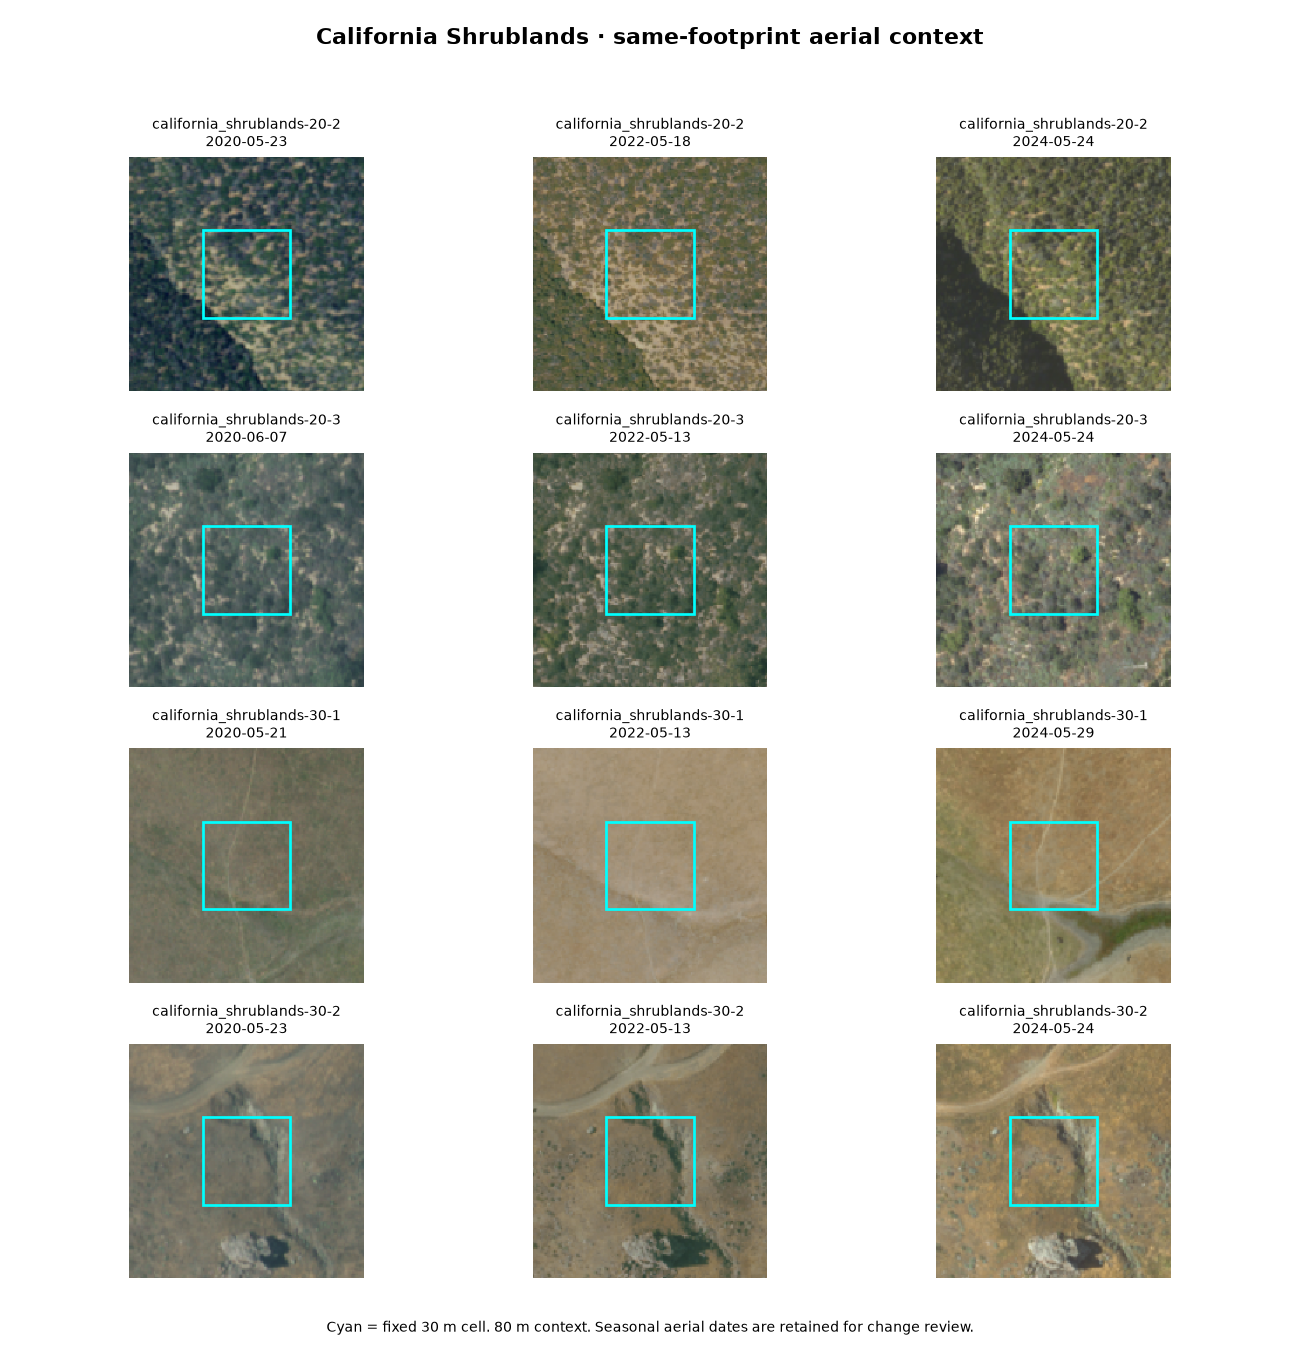 California Shrublands · same-footprint aerial context
california_shrublands-20-2
2020-05-23
california_shrublands-20-2
2022-05-18
california_shrublands-20-2
2024-05-24
california_shrublands-20-3
2020-06-07
california_shrublands-20-3
2022-05-13
california_shrublands-20-3
2024-05-24
california_shrublands-30-1
2020-05-21
california_shrublands-30-1
2022-05-13
california_shrublands-30-1
2024-05-29
california_shrublands-30-2
2020-05-23
california_shrublands-30-2
2022-05-13
california_shrublands-30-2
2024-05-24
Cyan = fixed 30 m cell. 80 m context. Seasonal aerial dates are retained for change review.